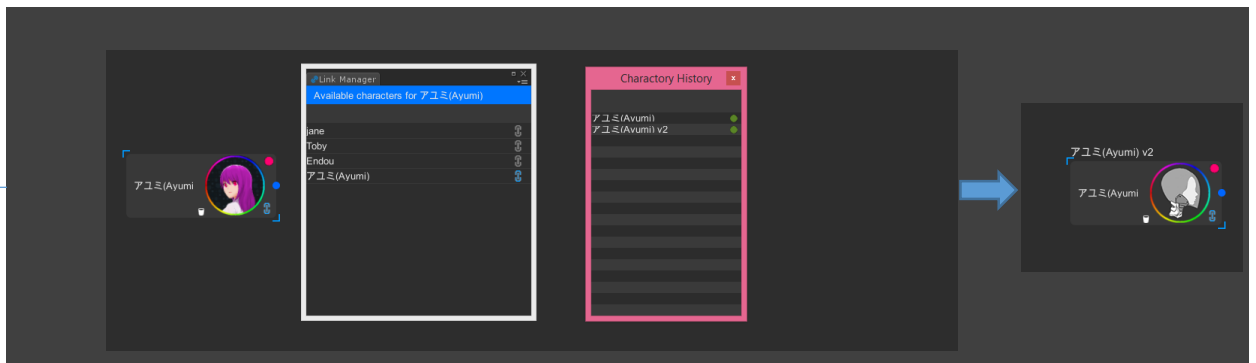 Link Manager
Available characters for アユミ(Ayumi)
jane
Toby
Endou
アユミ(Ayumi)
アユミ(Ayumi
Charactory History
x
アユミ(Ayumi)
アユミ(Ayumi) v2
アユミ(Ayumi) v2
アユミ(Ayumi